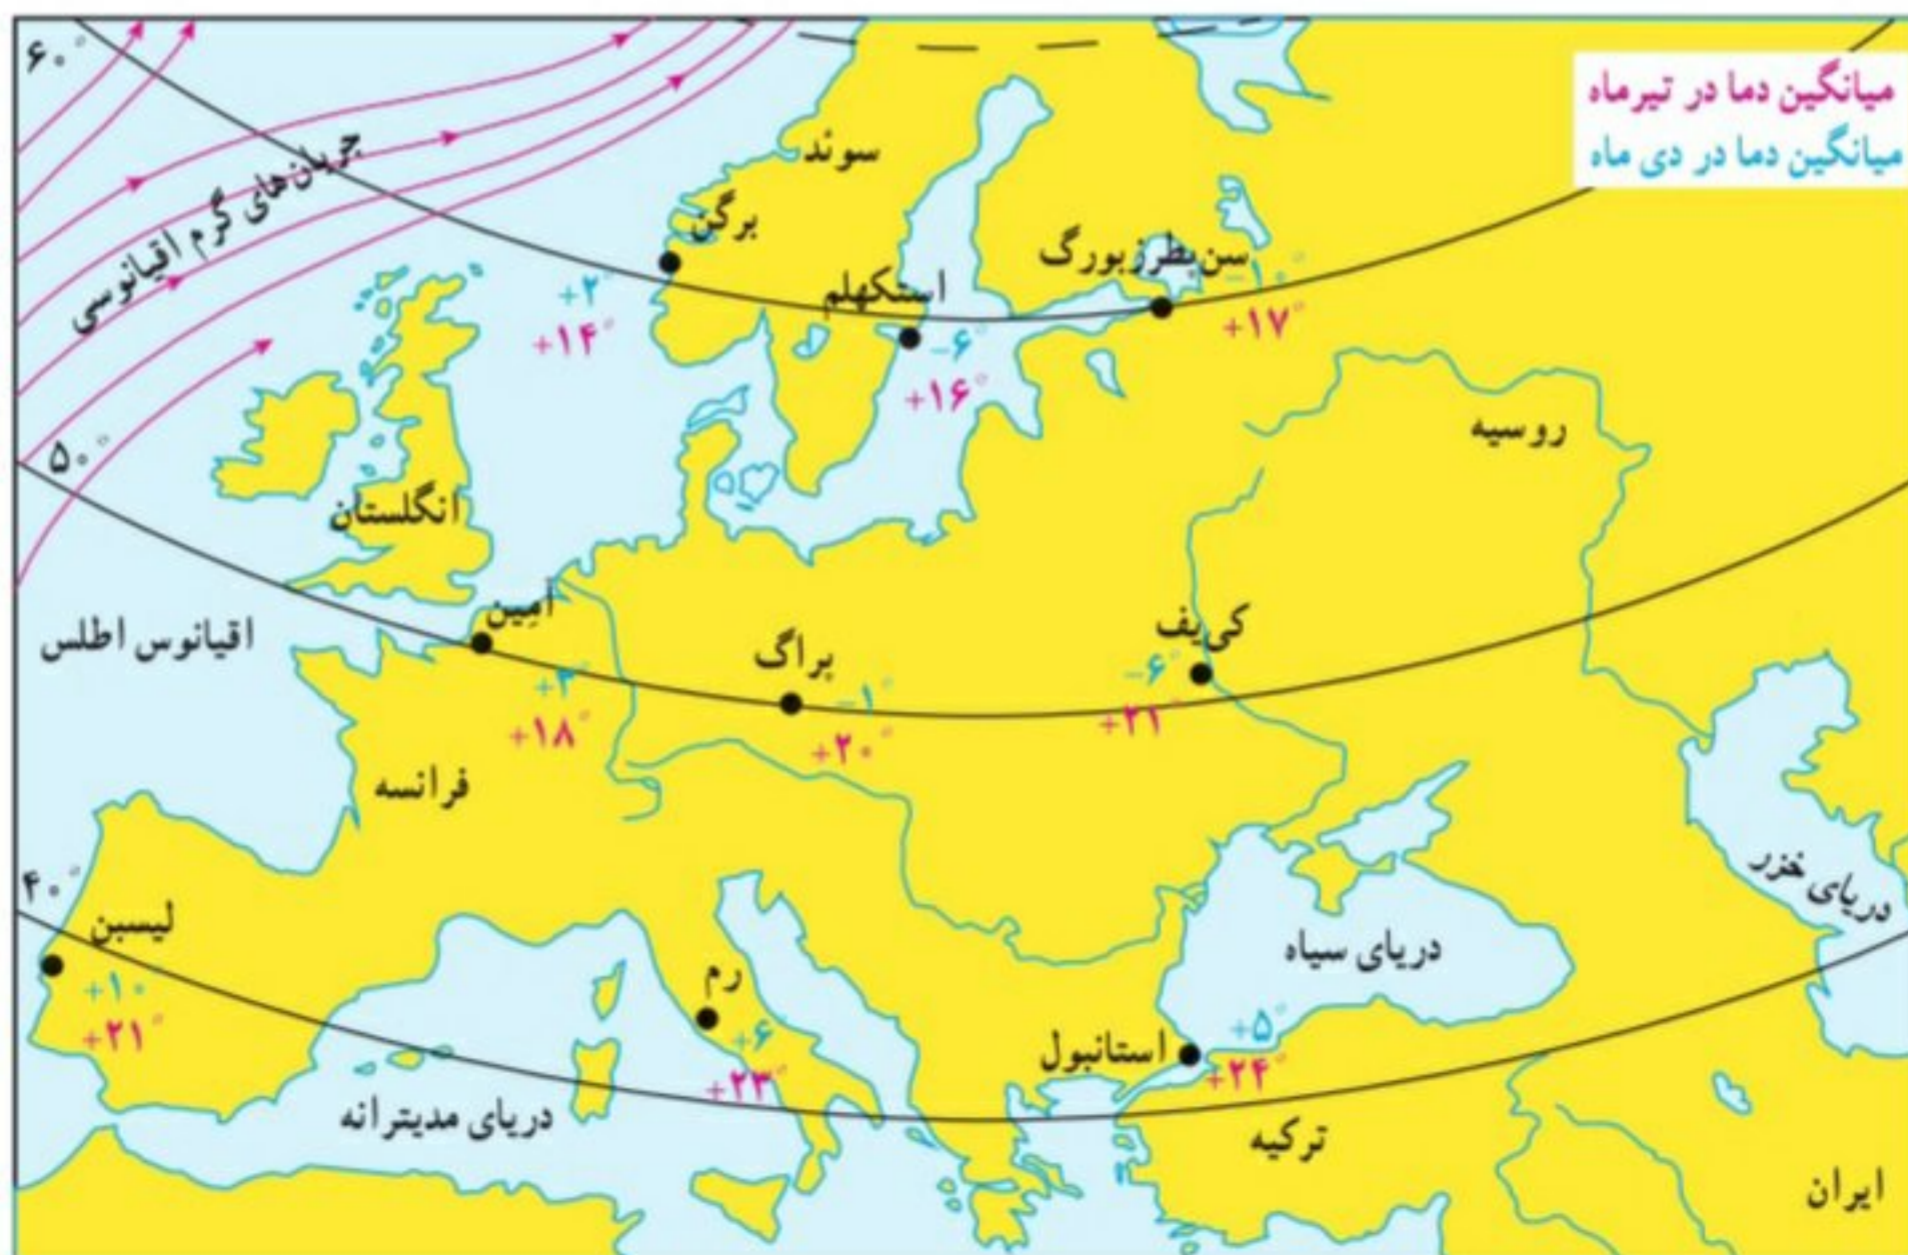 میانگین دما در تیرماه
میانگین دما در دی ماه
۶۰°
جریان‌های گرم اقیانوسی
سوئد
برگن
+۲°
+۱۴°
استکهلم
-۶°
+۱۶°
سن‌پطرزبورگ
-۱۰°
+۱۷°
روسیه
۵۰°
انگلستان
اقیانوس اطلس
آمین
+۳°
+۱۸°
پراگ
-۱°
+۲۰°
کی‌یف
-۶°
+۲۱°
فرانسه
۴۰°
لیسبن
+۱۰
+۲۱°
رم
+۶°
+۲۳°
دریای سیاه
دریای خزر
استانبول
+۵°
+۲۴°
دریای مدیترانه
ترکیه
ایران